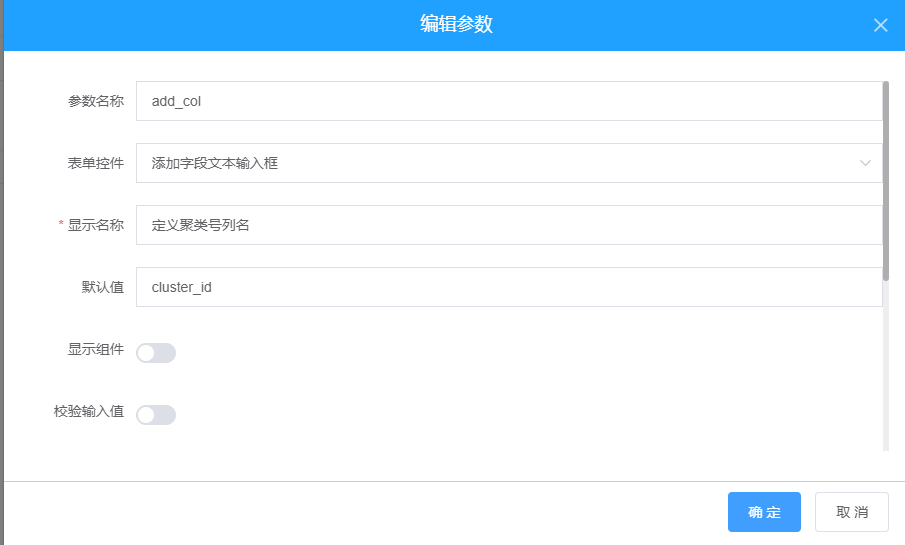 编辑参数
参数名称 add_col
表单控件 添加字段文本输入框
* 显示名称 定义聚类号列名
默认值 cluster_id
显示组件
校验输入值
确 定 取 消